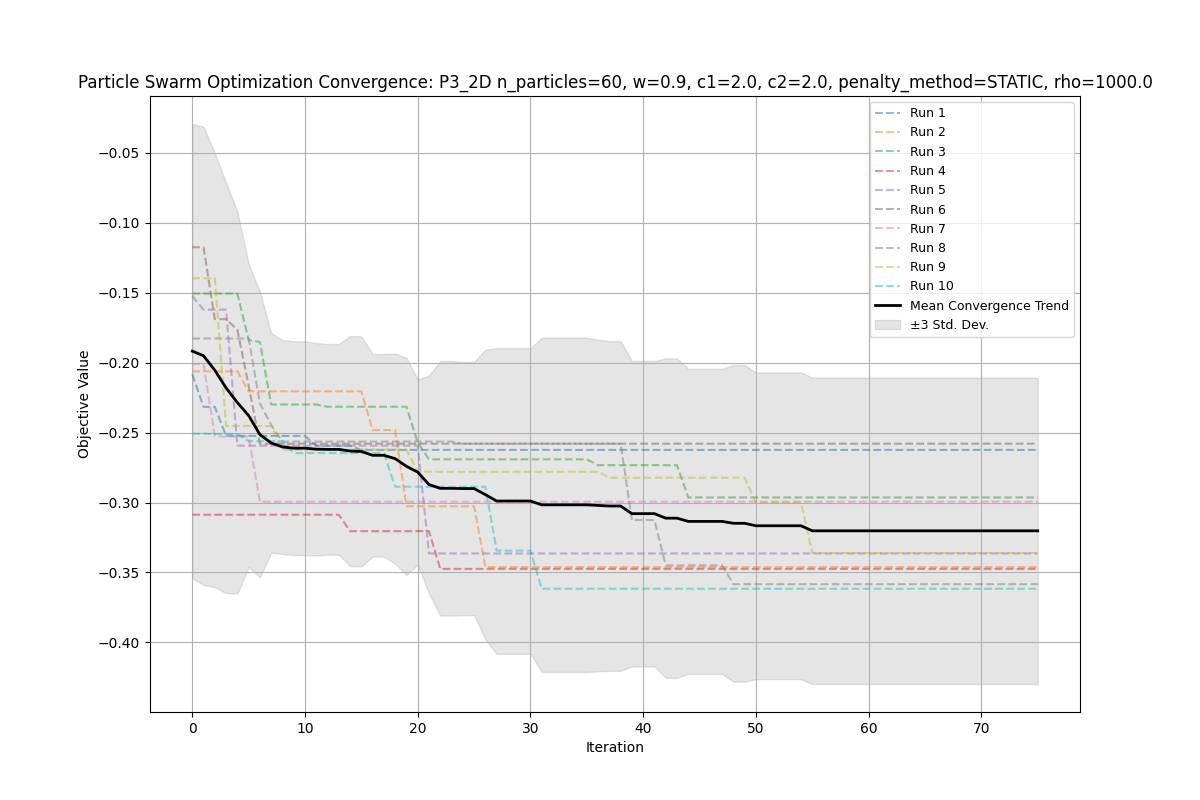 Particle Swarm Optimization Convergence: P3_2D n_particles=60, w=0.9, c1=2.0, c2=2.0, penalty_method=STATIC, rho=1000.0
Run 1
Run 2
Run 3
Run 4
Run 5
Run 6
Run 7
Run 8
Run 9
Run 10
Mean Convergence Trend
±3 Std. Dev.
Objective Value
−0.05
−0.10
−0.15
−0.20
−0.25
−0.30
−0.35
−0.40
0 10 20 30 40 50 60 70
Iteration